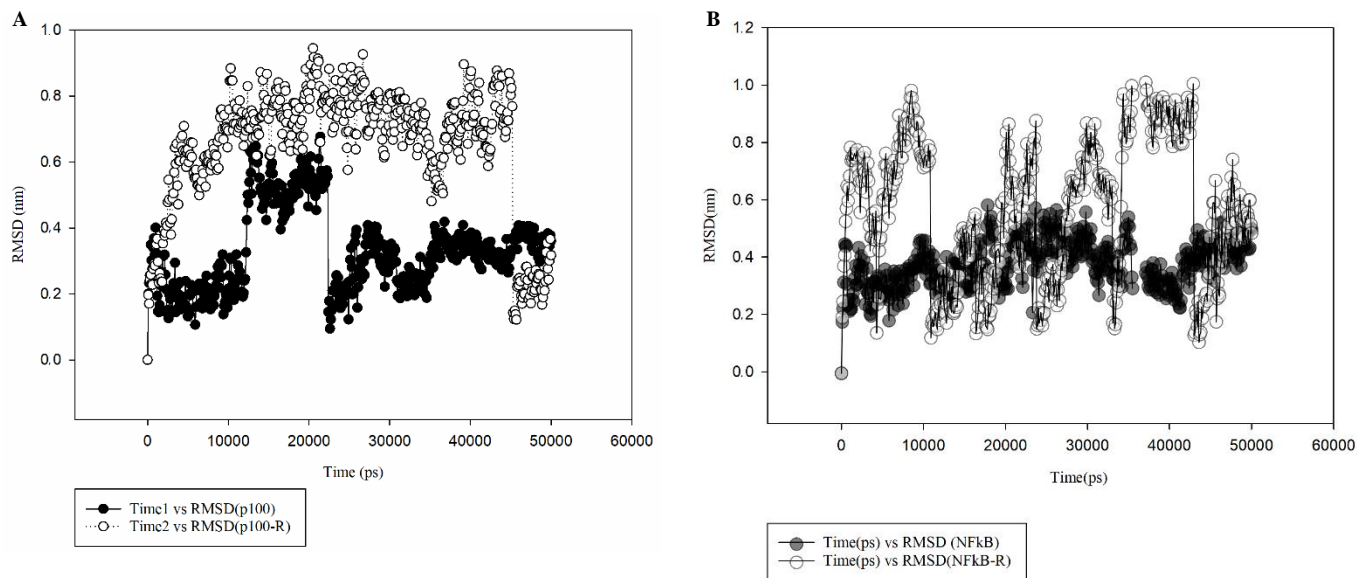 A
1.0
0.8
0.6
0.4
0.2
0.0
RMSD (nm)
0 10000 20000 30000 40000 50000 60000
Time (ps)
Time1 vs RMSD(p100)
Time2 vs RMSD(p100-R)
B
1.2
1.0
0.8
0.6
0.4
0.2
0.0
RMSD(nm)
0 10000 20000 30000 40000 50000 60000
Time(ps)
Time(ps) vs RMSD (NFkB)
Time(ps) vs RMSD(NFkB-R)